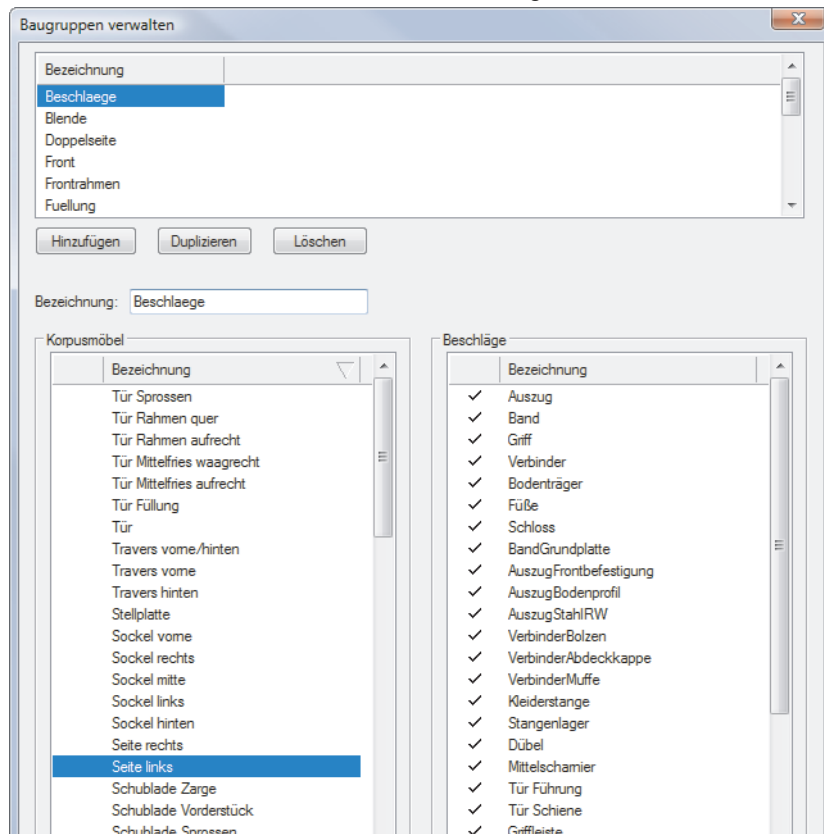 Baugruppen verwalten
Bezeichnung
Beschlaege
Blende
Doppelseite
Front
Frontrahmen
Fuellung
Hinzufügen Duplizieren Löschen
Bezeichnung: Beschlaege
Korpusmöbel
Bezeichnung
Tür Sprossen
Tür Rahmen quer
Tür Rahmen aufrecht
Tür Mittelfries waagrecht
Tür Mittelfries aufrecht
Tür Füllung
Tür
Travers vorne/hinten
Travers vorne
Travers hinten
Stellplatte
Sockel vorne
Sockel rechts
Sockel mitte
Sockel links
Sockel hinten
Seite rechts
Seite links
Schublade Zarge
Schublade Vorderstück
Schublade Sprossen
Beschläge
Bezeichnung
✓ Auszug
✓ Band
✓ Griff
✓ Verbinder
✓ Bodenträger
✓ Füße
✓ Schloss
✓ BandGrundplatte
✓ AuszugFrontbefestigung
✓ AuszugBodenprofil
✓ AuszugStahlRW
✓ VerbinderBolzen
✓ VerbinderAbdeckkappe
✓ VerbinderMuffe
✓ Kleiderstange
✓ Stangenlager
✓ Dübel
✓ Mittelscharnier
✓ Tür Führung
✓ Tür Schiene
✓ Griffleiste